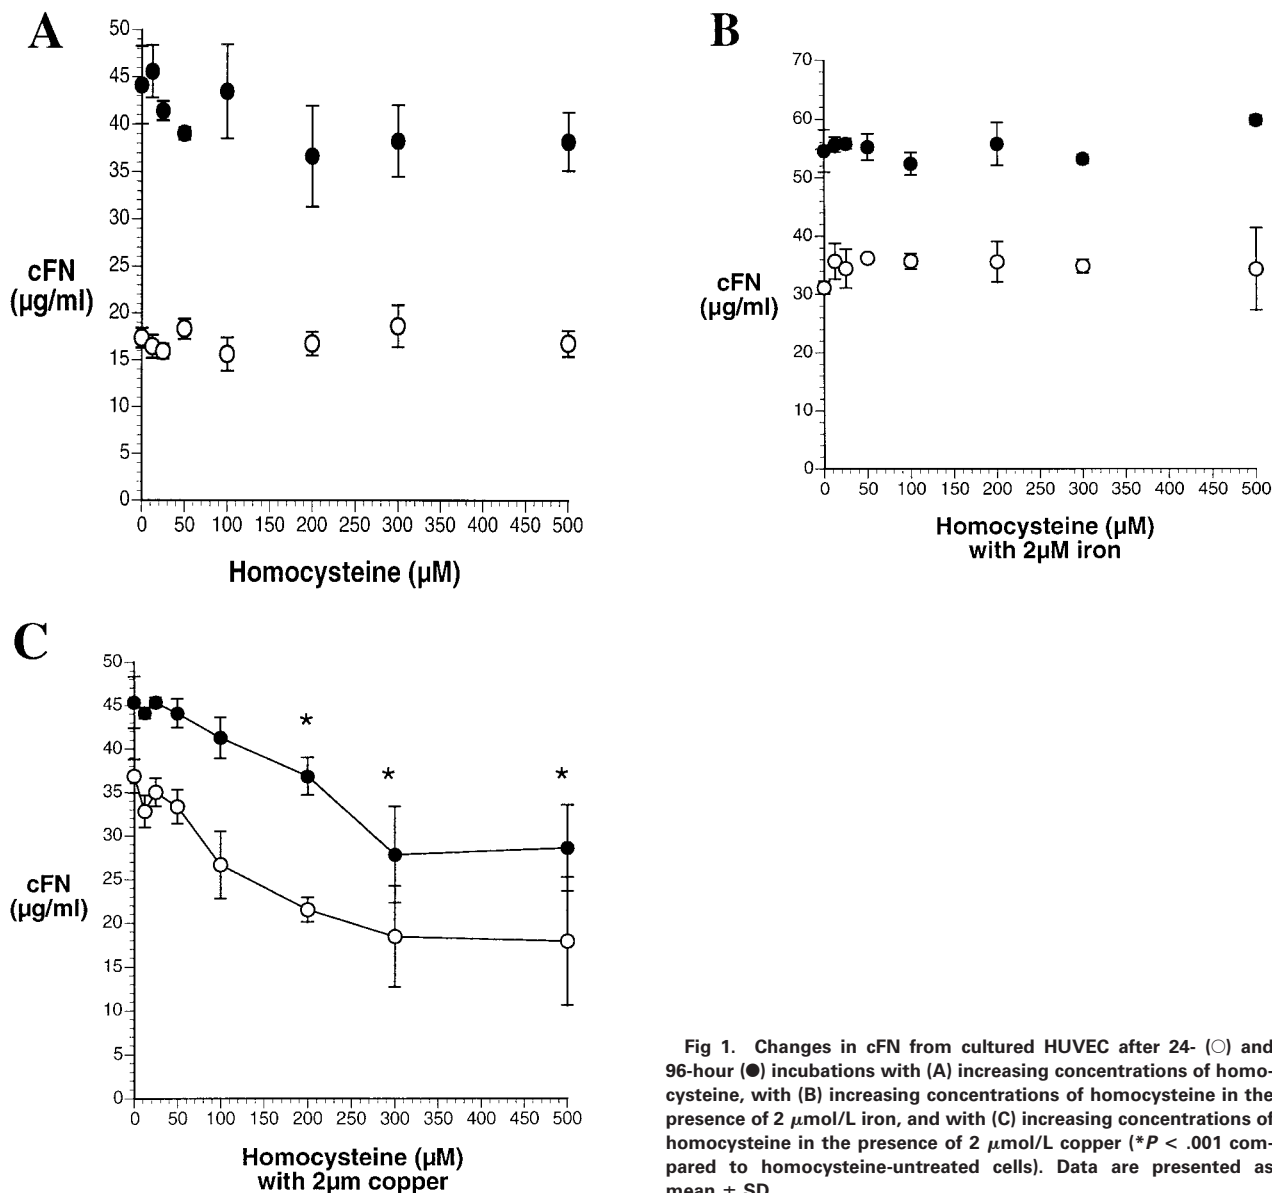 A
50
45
40
35
30
25
20
15
10
5
0
cFN
(µg/ml)
0 50 100 150 200 250 300 350 400 450 500
Homocysteine (µM)
B
70
60
50
40
30
20
10
0
cFN
(µg/ml)
0 50 100 150 200 250 300 350 400 450 500
Homocysteine (µM)
with 2µM iron
C
50
45
40
35
30
25
20
15
10
5
0
cFN
(µg/ml)
* * *
0 50 100 150 200 250 300 350 400 450 500
Homocysteine (µM)
with 2µm copper
Fig 1. Changes in cFN from cultured HUVEC after 24- (○) and
96-hour (●) incubations with (A) increasing concentrations of homo-
cysteine, with (B) increasing concentrations of homocysteine in the
presence of 2 µmol/L iron, and with (C) increasing concentrations of
homocysteine in the presence of 2 µmol/L copper (*P < .001 com-
pared to homocysteine-untreated cells). Data are presented as
mean ± SD